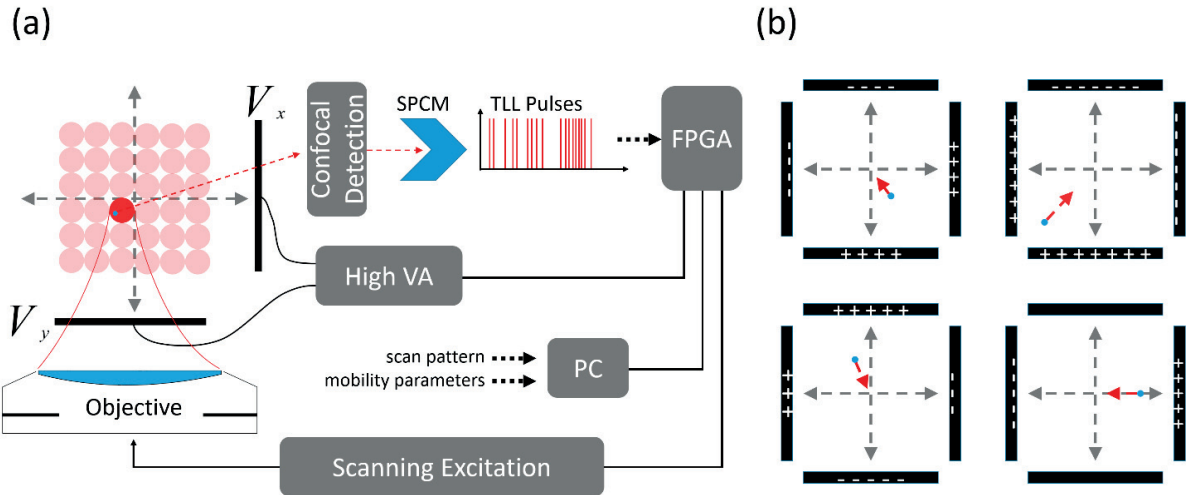 (a)
(b)
V x
Confocal
Detection
SPCM
TLL Pulses
FPGA
High VA
V y
scan pattern
mobility parameters
PC
Objective
Scanning Excitation
- - - -
-
-
-
-
-
+
+
+
+
+
+ + + +
- - - - - - -
+
+
+
+
+
+
+
-
-
-
-
-
-
-
+ + + + + + +
+ + + + +
+
+
+
-
-
-
- - - - -
-
-
-
-
-
+
+
+
+
+